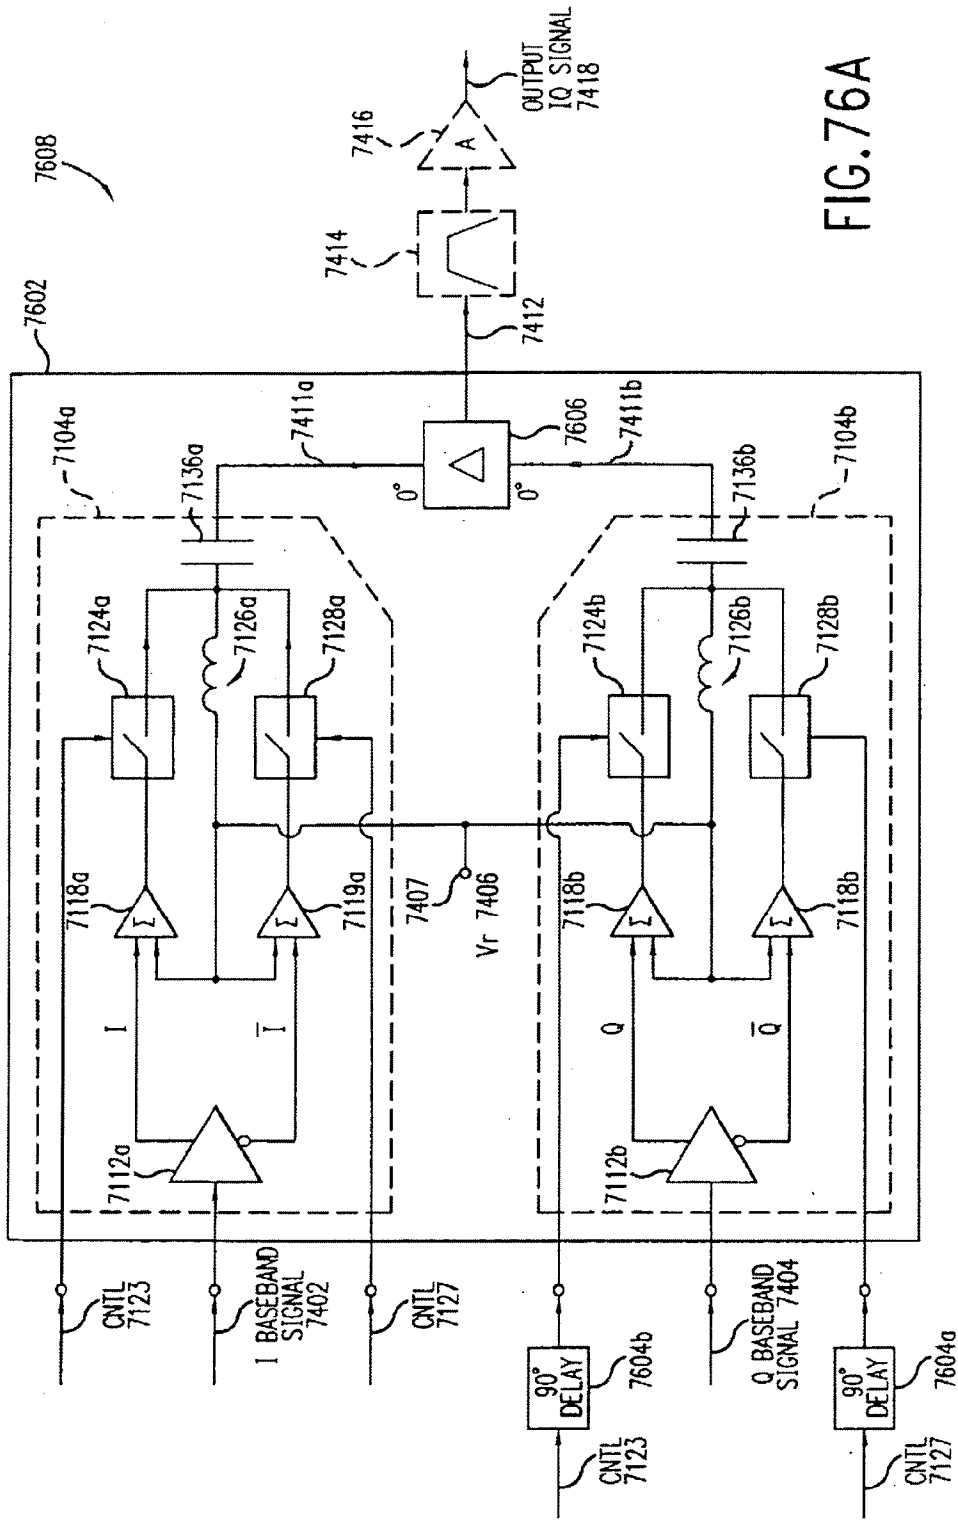 7608
7602
7104a
7136a
7411a
7124a
7126a
7128a
7118a
Σ
7119a
Σ
I
I̅
7112a
CNTL
7123
I BASEBAND
SIGNAL
7402
CNTL
7127
0°
0°
7606
7412
7414
7416
A
OUTPUT
IQ SIGNAL
7418
7407
Vr 7406
7411b
7104b
7136b
7124b
7126b
7128b
7118b
Σ
7118b
Σ
Q
Q̅
7112b
90°
DELAY
7604b
CNTL
7123
Q BASEBAND
SIGNAL 7404
90°
DELAY
7604a
CNTL
7127
FIG.76A